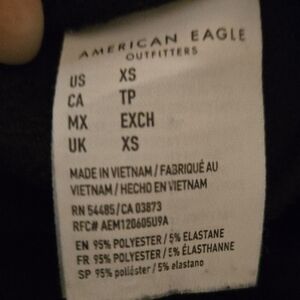 AMERICAN EAGLE
OUTFITTERS
US XS
CA TP
MX EXCH
UK XS
MADE IN VIETNAM / FABRIQUÉ AU
VIETNAM / HECHO EN VIETNAM
RN 54485/CA 03873
RFC# AEM120605U9A
EN 95% POLYESTER / 5% ELASTANE
FR 95% POLYESTER / 5% ÉLASTHANNE
SP 95% poliéster / 5% elastano